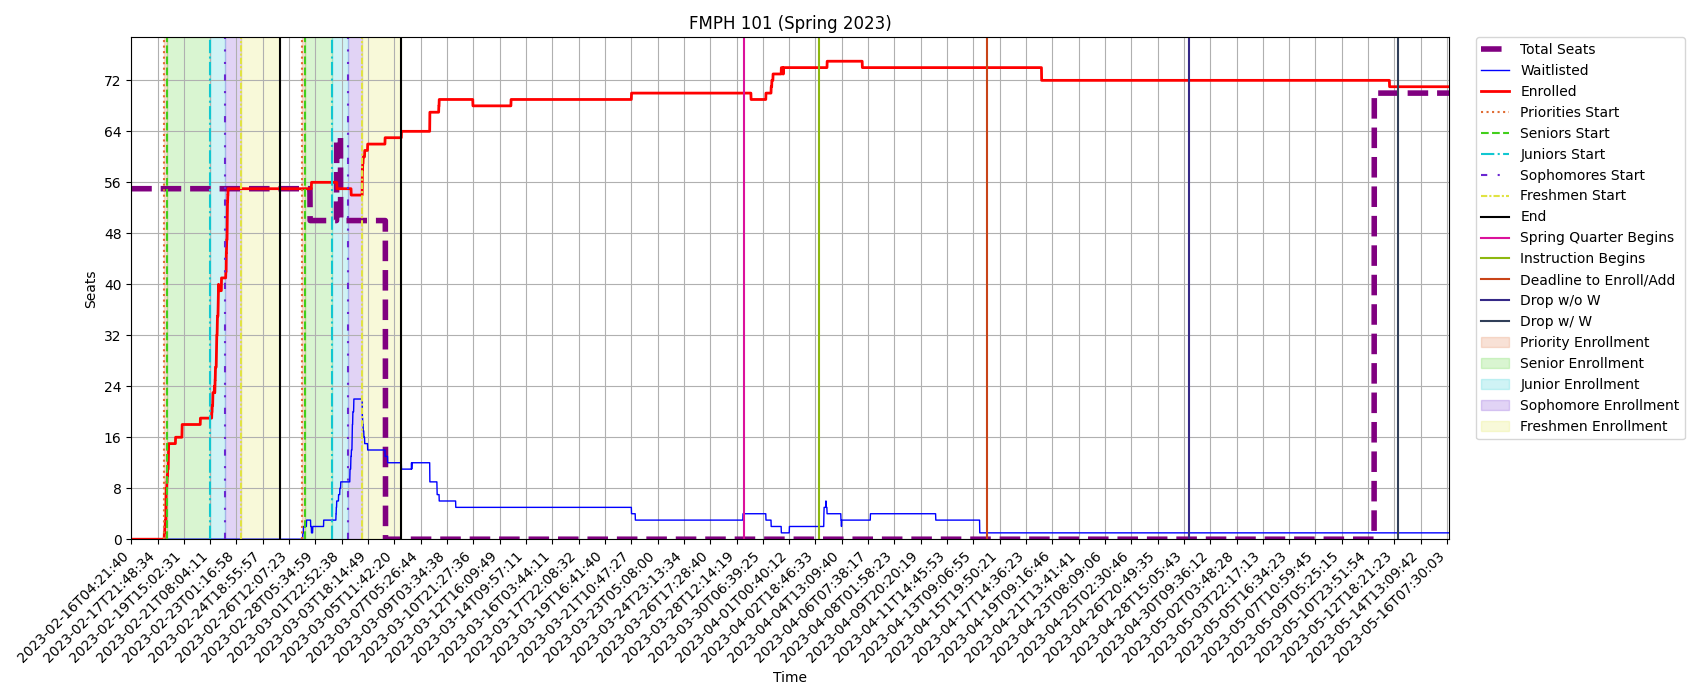 FMPH 101 (Spring 2023)
Seats
72
64
56
48
40
32
24
16
8
0
2023-02-16T04:21:40
2023-02-17T21:48:34
2023-02-19T15:02:31
2023-02-21T08:04:11
2023-02-23T01:16:58
2023-02-24T18:55:57
2023-02-26T12:07:23
2023-02-28T05:34:59
2023-03-01T22:52:38
2023-03-03T18:14:49
2023-03-05T11:42:20
2023-03-07T05:26:44
2023-03-09T03:34:38
2023-03-10T21:27:36
2023-03-12T16:09:49
2023-03-14T09:57:11
2023-03-16T03:44:11
2023-03-17T22:08:32
2023-03-19T16:41:40
2023-03-21T10:47:27
2023-03-23T05:08:00
2023-03-24T23:13:34
2023-03-26T17:28:40
2023-03-28T12:14:19
2023-03-30T06:39:25
2023-04-01T00:40:12
2023-04-02T18:46:33
2023-04-04T13:09:40
2023-04-06T07:38:17
2023-04-08T01:58:23
2023-04-09T20:20:19
2023-04-11T14:45:53
2023-04-13T09:06:55
2023-04-15T19:50:21
2023-04-17T14:36:23
2023-04-19T09:16:46
2023-04-21T13:41:41
2023-04-23T08:09:06
2023-04-25T02:30:46
2023-04-26T20:49:35
2023-04-28T15:05:43
2023-04-30T09:36:12
2023-05-02T03:48:28
2023-05-03T22:17:13
2023-05-05T16:34:23
2023-05-07T10:59:45
2023-05-09T05:25:15
2023-05-10T23:51:54
2023-05-12T18:21:23
2023-05-14T13:09:42
2023-05-16T07:30:03
Time
Total Seats
Waitlisted
Enrolled
Priorities Start
Seniors Start
Juniors Start
Sophomores Start
Freshmen Start
End
Spring Quarter Begins
Instruction Begins
Deadline to Enroll/Add
Drop w/o W
Drop w/ W
Priority Enrollment
Senior Enrollment
Junior Enrollment
Sophomore Enrollment
Freshmen Enrollment